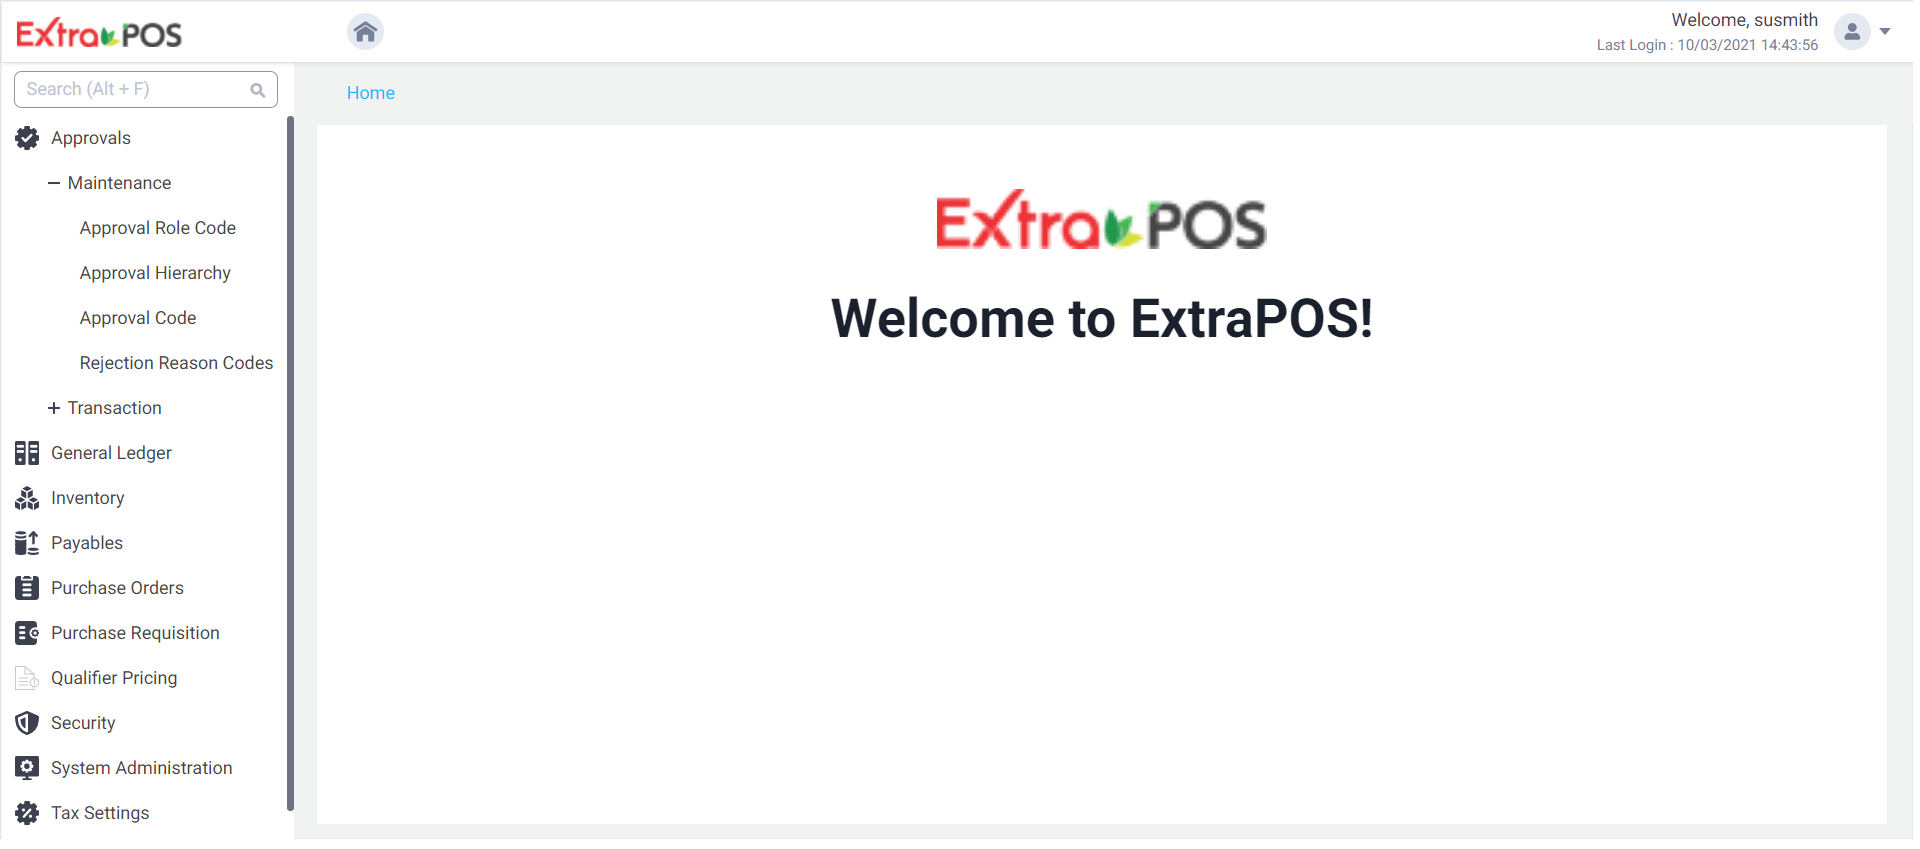 ExtraPOS
Welcome, susmith
Last Login : 10/03/2021 14:43:56
Search (Alt + F)
Home
Approvals
Maintenance
Approval Role Code
Approval Hierarchy
Approval Code
Rejection Reason Codes
Transaction
General Ledger
Inventory
Payables
Purchase Orders
Purchase Requisition
Qualifier Pricing
Security
System Administration
Tax Settings
ExtraPOS
Welcome to ExtraPOS!